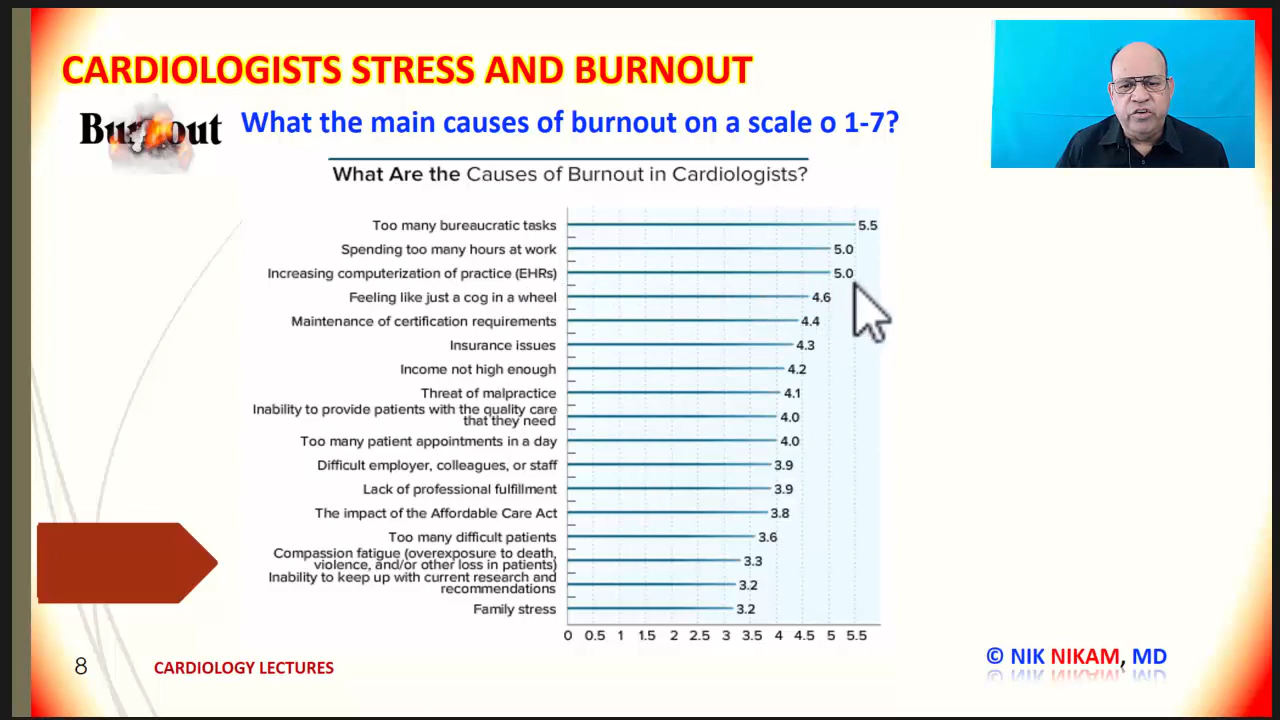 CARDIOLOGISTS STRESS AND BURNOUT
Burnout
What the main causes of burnout on a scale o 1-7?
What Are the Causes of Burnout in Cardiologists?
Too many bureaucratic tasks 5.5
Spending too many hours at work 5.0
Increasing computerization of practice (EHRs) 5.0
Feeling like just a cog in a wheel 4.6
Maintenance of certification requirements 4.4
Insurance issues 4.3
Income not high enough 4.2
Threat of malpractice 4.1
Inability to provide patients with the quality care
that they need 4.0
Too many patient appointments in a day 4.0
Difficult employer, colleagues, or staff 3.9
Lack of professional fulfillment 3.9
The impact of the Affordable Care Act 3.8
Too many difficult patients 3.6
Compassion fatigue (overexposure to death,
violence, and/or other loss in patients) 3.3
Inability to keep up with current research and
recommendations 3.2
Family stress 3.2
0 0.5 1 1.5 2 2.5 3 3.5 4 4.5 5 5.5
8
CARDIOLOGY LECTURES
© NIK NIKAM, MD